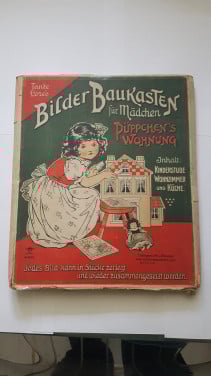 Tante
Lores
Bilder Baukasten
für Mädchen
Püppchen's
Wohnung
Inhalt:
Kinderstube
Wohnzimmer
und Küche.
Jedes Bild kann in Stücke zerlegt
und wieder zusammengesetzt werden.